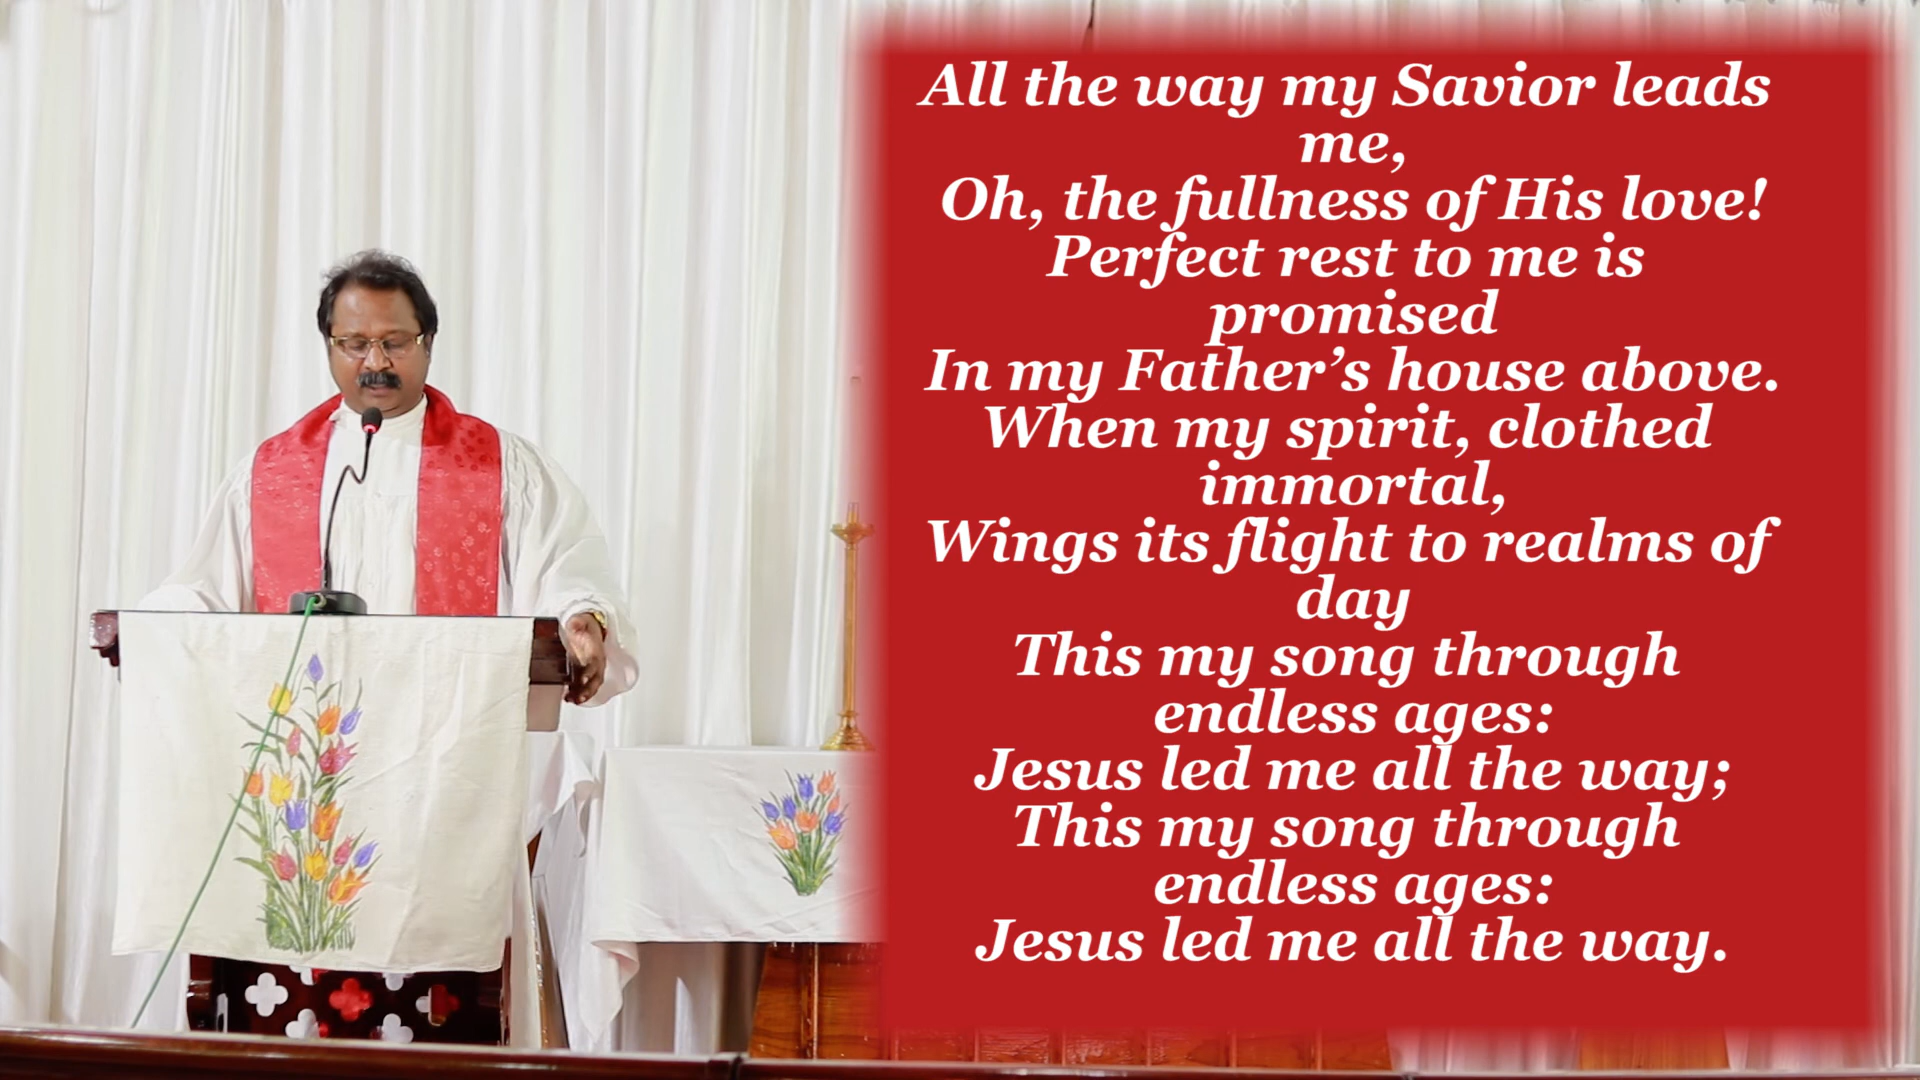 All the way my Savior leads
me,
Oh, the fullness of His love!
Perfect rest to me is
promised
In my Father’s house above.
When my spirit, clothed
immortal,
Wings its flight to realms of
day
This my song through
endless ages:
Jesus led me all the way;
This my song through
endless ages:
Jesus led me all the way.